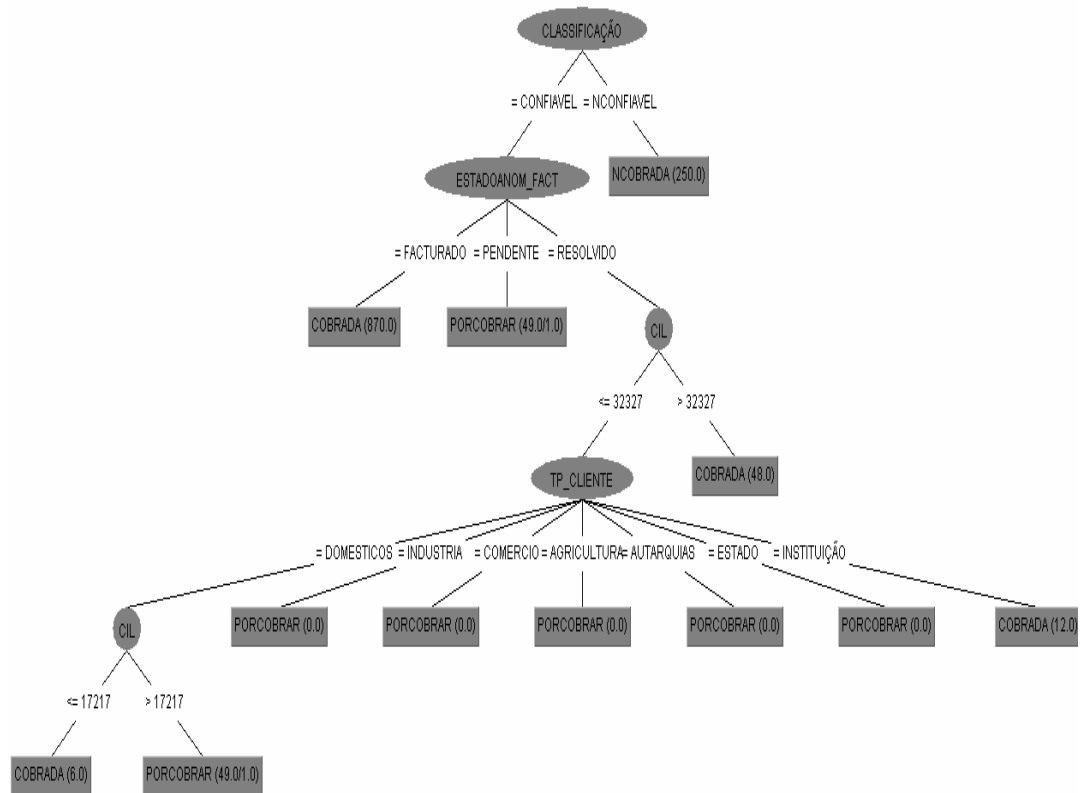 CLASSIFICAÇÃO
= CONFIAVEL = NCONFIAVEL
ESTADOANOM_FACT NCOBRADA (250.0)
= FACTURADO = PENDENTE = RESOLVIDO
COBRADA (870.0) PORCOBRAR (49.0/1.0) CIL
<= 32327 > 32327
TP_CLIENTE COBRADA (48.0)
= DOMESTICOS = INDUSTRIA = COMERCIO = AGRICULTURA = AUTARQUIAS = ESTADO = INSTITUIÇÃO
CIL PORCOBRAR (0.0) PORCOBRAR (0.0) PORCOBRAR (0.0) PORCOBRAR (0.0) PORCOBRAR (0.0) COBRADA (12.0)
<= 17217 > 17217
COBRADA (6.0) PORCOBRAR (49.0/1.0)